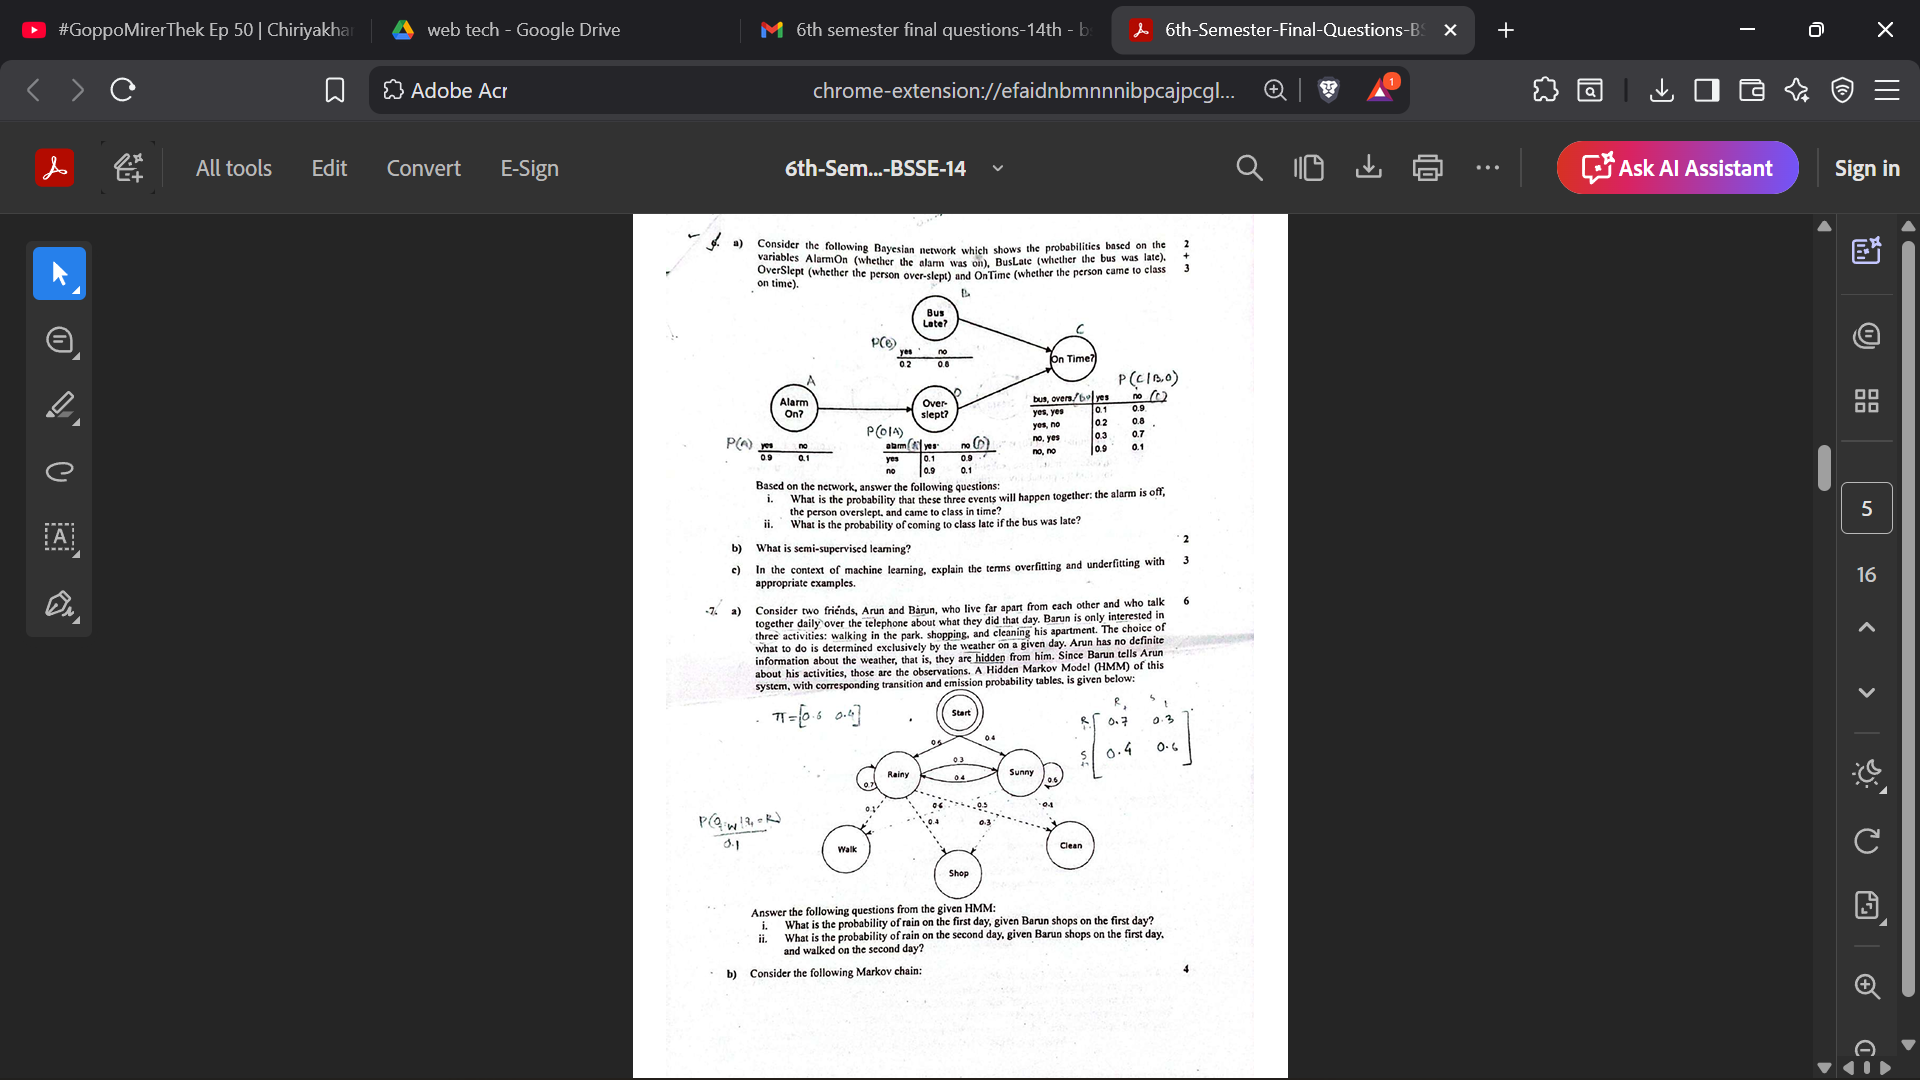 #GoppoMirerThek Ep 50 | Chiriyakhan
web tech - Google Drive
6th semester final questions-14th - b
6th-Semester-Final-Questions-BS
Adobe Acr
chrome-extension://efaidnbmnnnibpcajpcgl...
1
All tools
Edit
Convert
E-Sign
6th-Sem...-BSSE-14
Ask AI Assistant
Sign in
a) Consider the following Bayesian network which shows the probabilities based on the 2
variables AlarmOn (whether the alarm was on), BusLate (whether the bus was late), +
OverSlept (whether the person over-slept) and OnTime (whether the person came to class 3
on time).
B
Bus
Late?
C
P(B)
yes no
0.2 0.8
On Time?
P(C|B,O)
A
Alarm
On?
O
Over-
slept?
bus, overs. yes no (C)
yes, yes 0.1 0.9
yes, no 0.2 0.8
no, yes 0.3 0.7
no, no 0.9 0.1
P(A) yes no
0.9 0.1
P(O|A)
alarm yes no
yes 0.1 0.9
no 0.9 0.1
Based on the network, answer the following questions:
i. What is the probability that these three events will happen together: the alarm is off,
the person overslept, and came to class in time?
ii. What is the probability of coming to class late if the bus was late?
b) What is semi-supervised learning? 2
c) In the context of machine learning, explain the terms overfitting and underfitting with 3
appropriate examples.
7. a) Consider two friends, Arun and Barun, who live far apart from each other and who talk 6
together daily over the telephone about what they did that day. Barun is only interested in
three activities: walking in the park, shopping, and cleaning his apartment. The choice of
what to do is determined exclusively by the weather on a given day. Arun has no definite
information about the weather, that is, they are hidden from him. Since Barun tells Arun
about his activities, those are the observations. A Hidden Markov Model (HMM) of this
system, with corresponding transition and emission probability tables, is given below:
π=[0.6 0.4]
Start
R S
R 0.7 0.3
S 0.4 0.6
0.6 0.4
Rainy
0.3
0.4
Sunny
0.7
0.6
0.1
0.6
0.5
0.1
0.4
0.3
0.1
Walk
Clean
Shop
Answer the following questions from the given HMM:
i. What is the probability of rain on the first day, given Barun shops on the first day?
ii. What is the probability of rain on the second day, given Barun shops on the first day,
and walked on the second day?
b) Consider the following Markov chain: 4
5
16